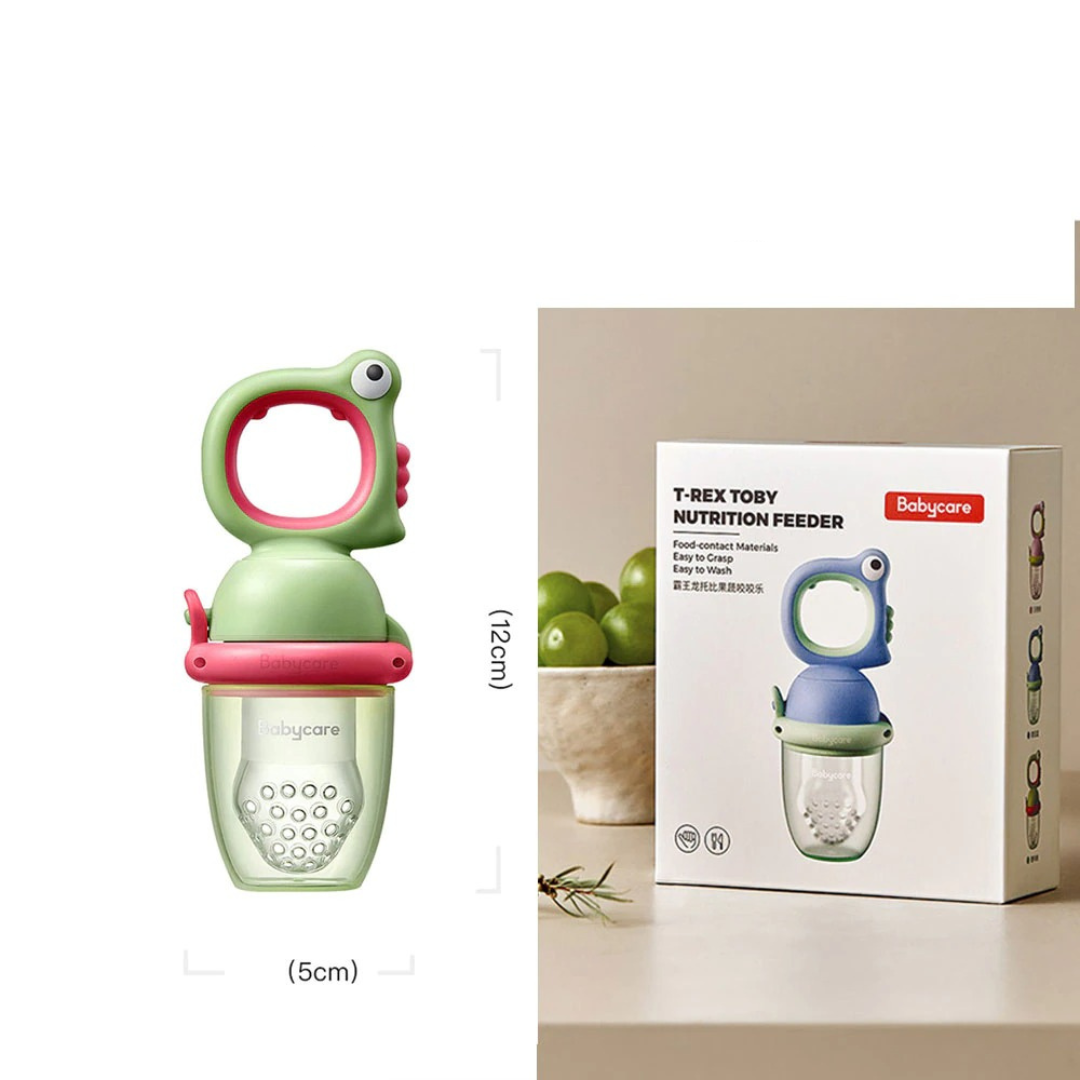 Babycare
Babycare
(12cm)
(5cm)
T-REX TOBY
NUTRITION FEEDER
Babycare
Food-contact Materials
Easy to Grasp
Easy to Wash
霸王龙托比果蔬咬咬乐
Babycare
Babycare